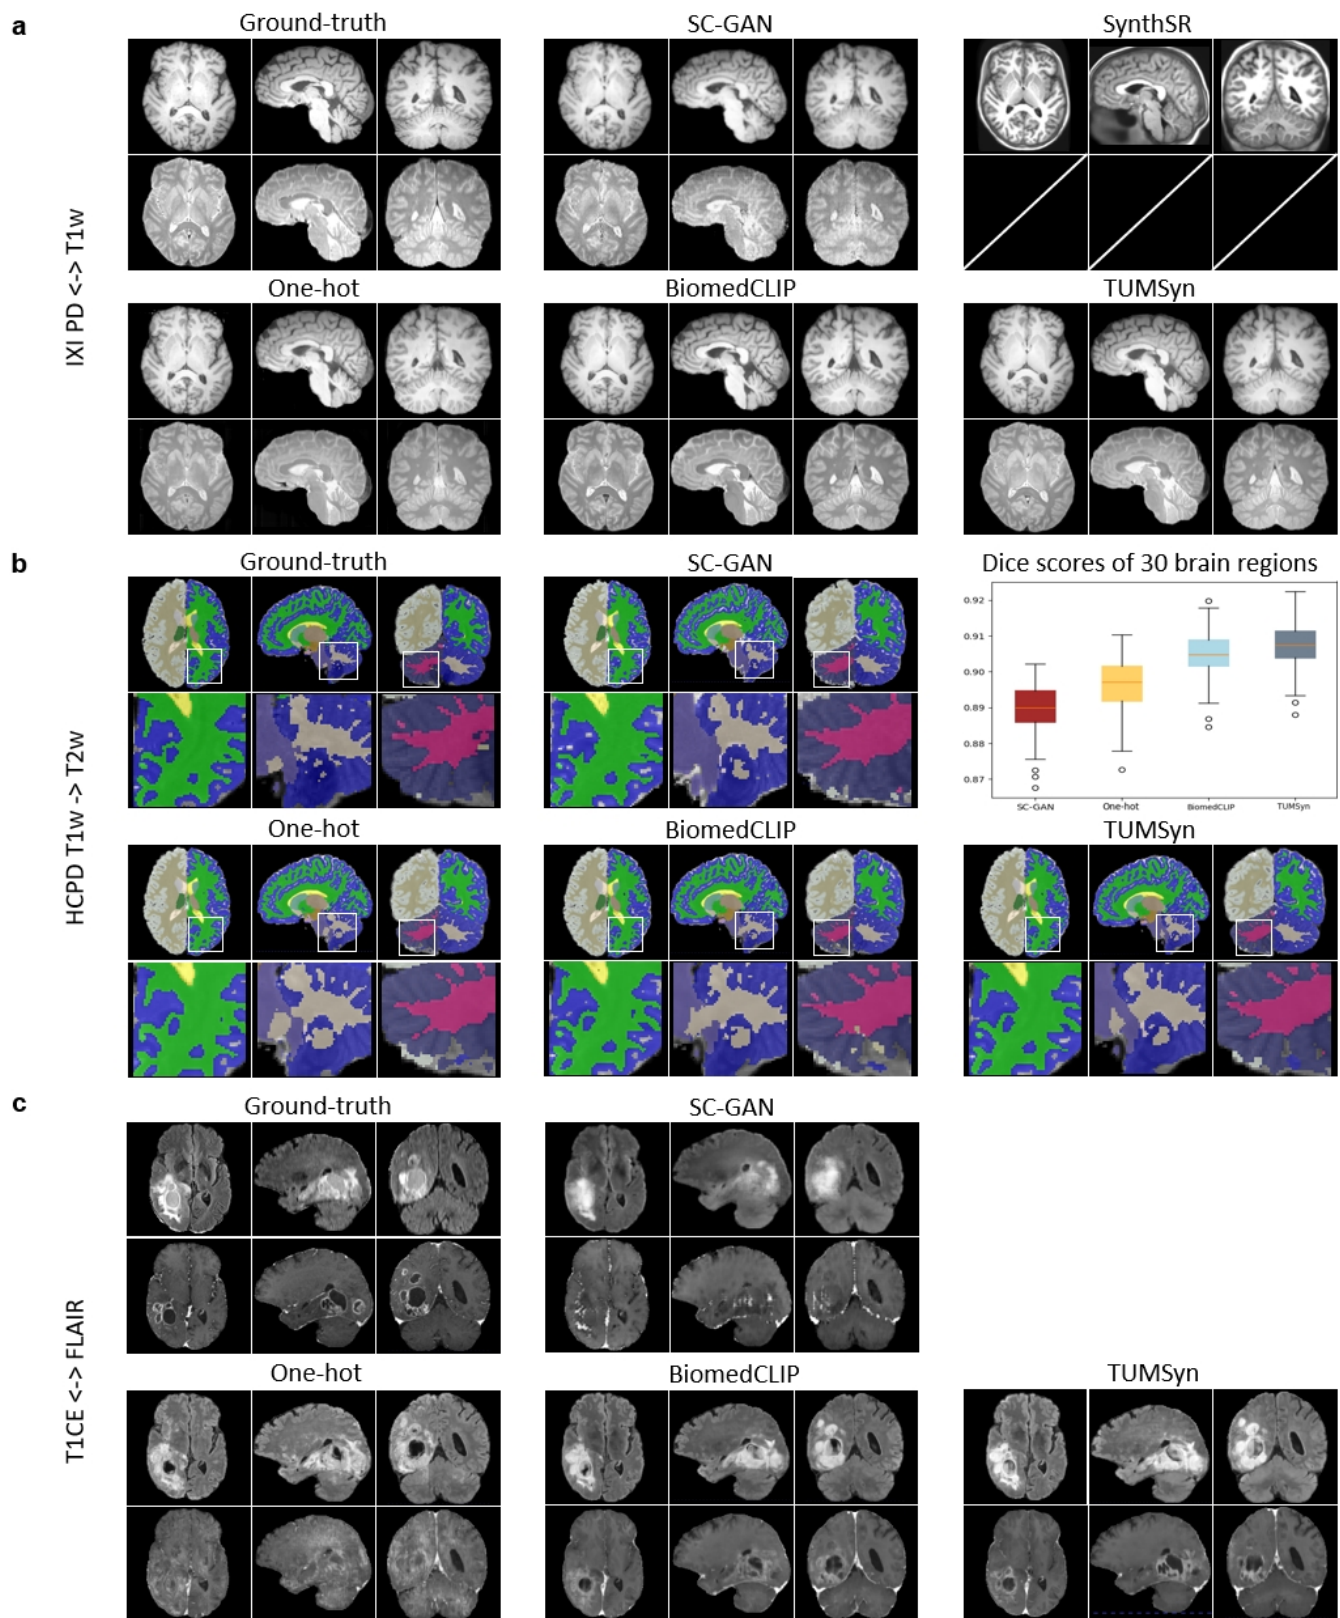 a
Ground-truth
SC-GAN
SynthSR
IXI PD <-> T1w
One-hot
BiomedCLIP
TUMSyn
b
Ground-truth
SC-GAN
Dice scores of 30 brain regions
0.92
0.91
0.90
0.89
0.88
0.87
SC-GAN
One-hot
BiomedCLIP
TUMSyn
HCPD T1w -> T2w
One-hot
BiomedCLIP
TUMSyn
c
Ground-truth
SC-GAN
T1CE <-> FLAIR
One-hot
BiomedCLIP
TUMSyn